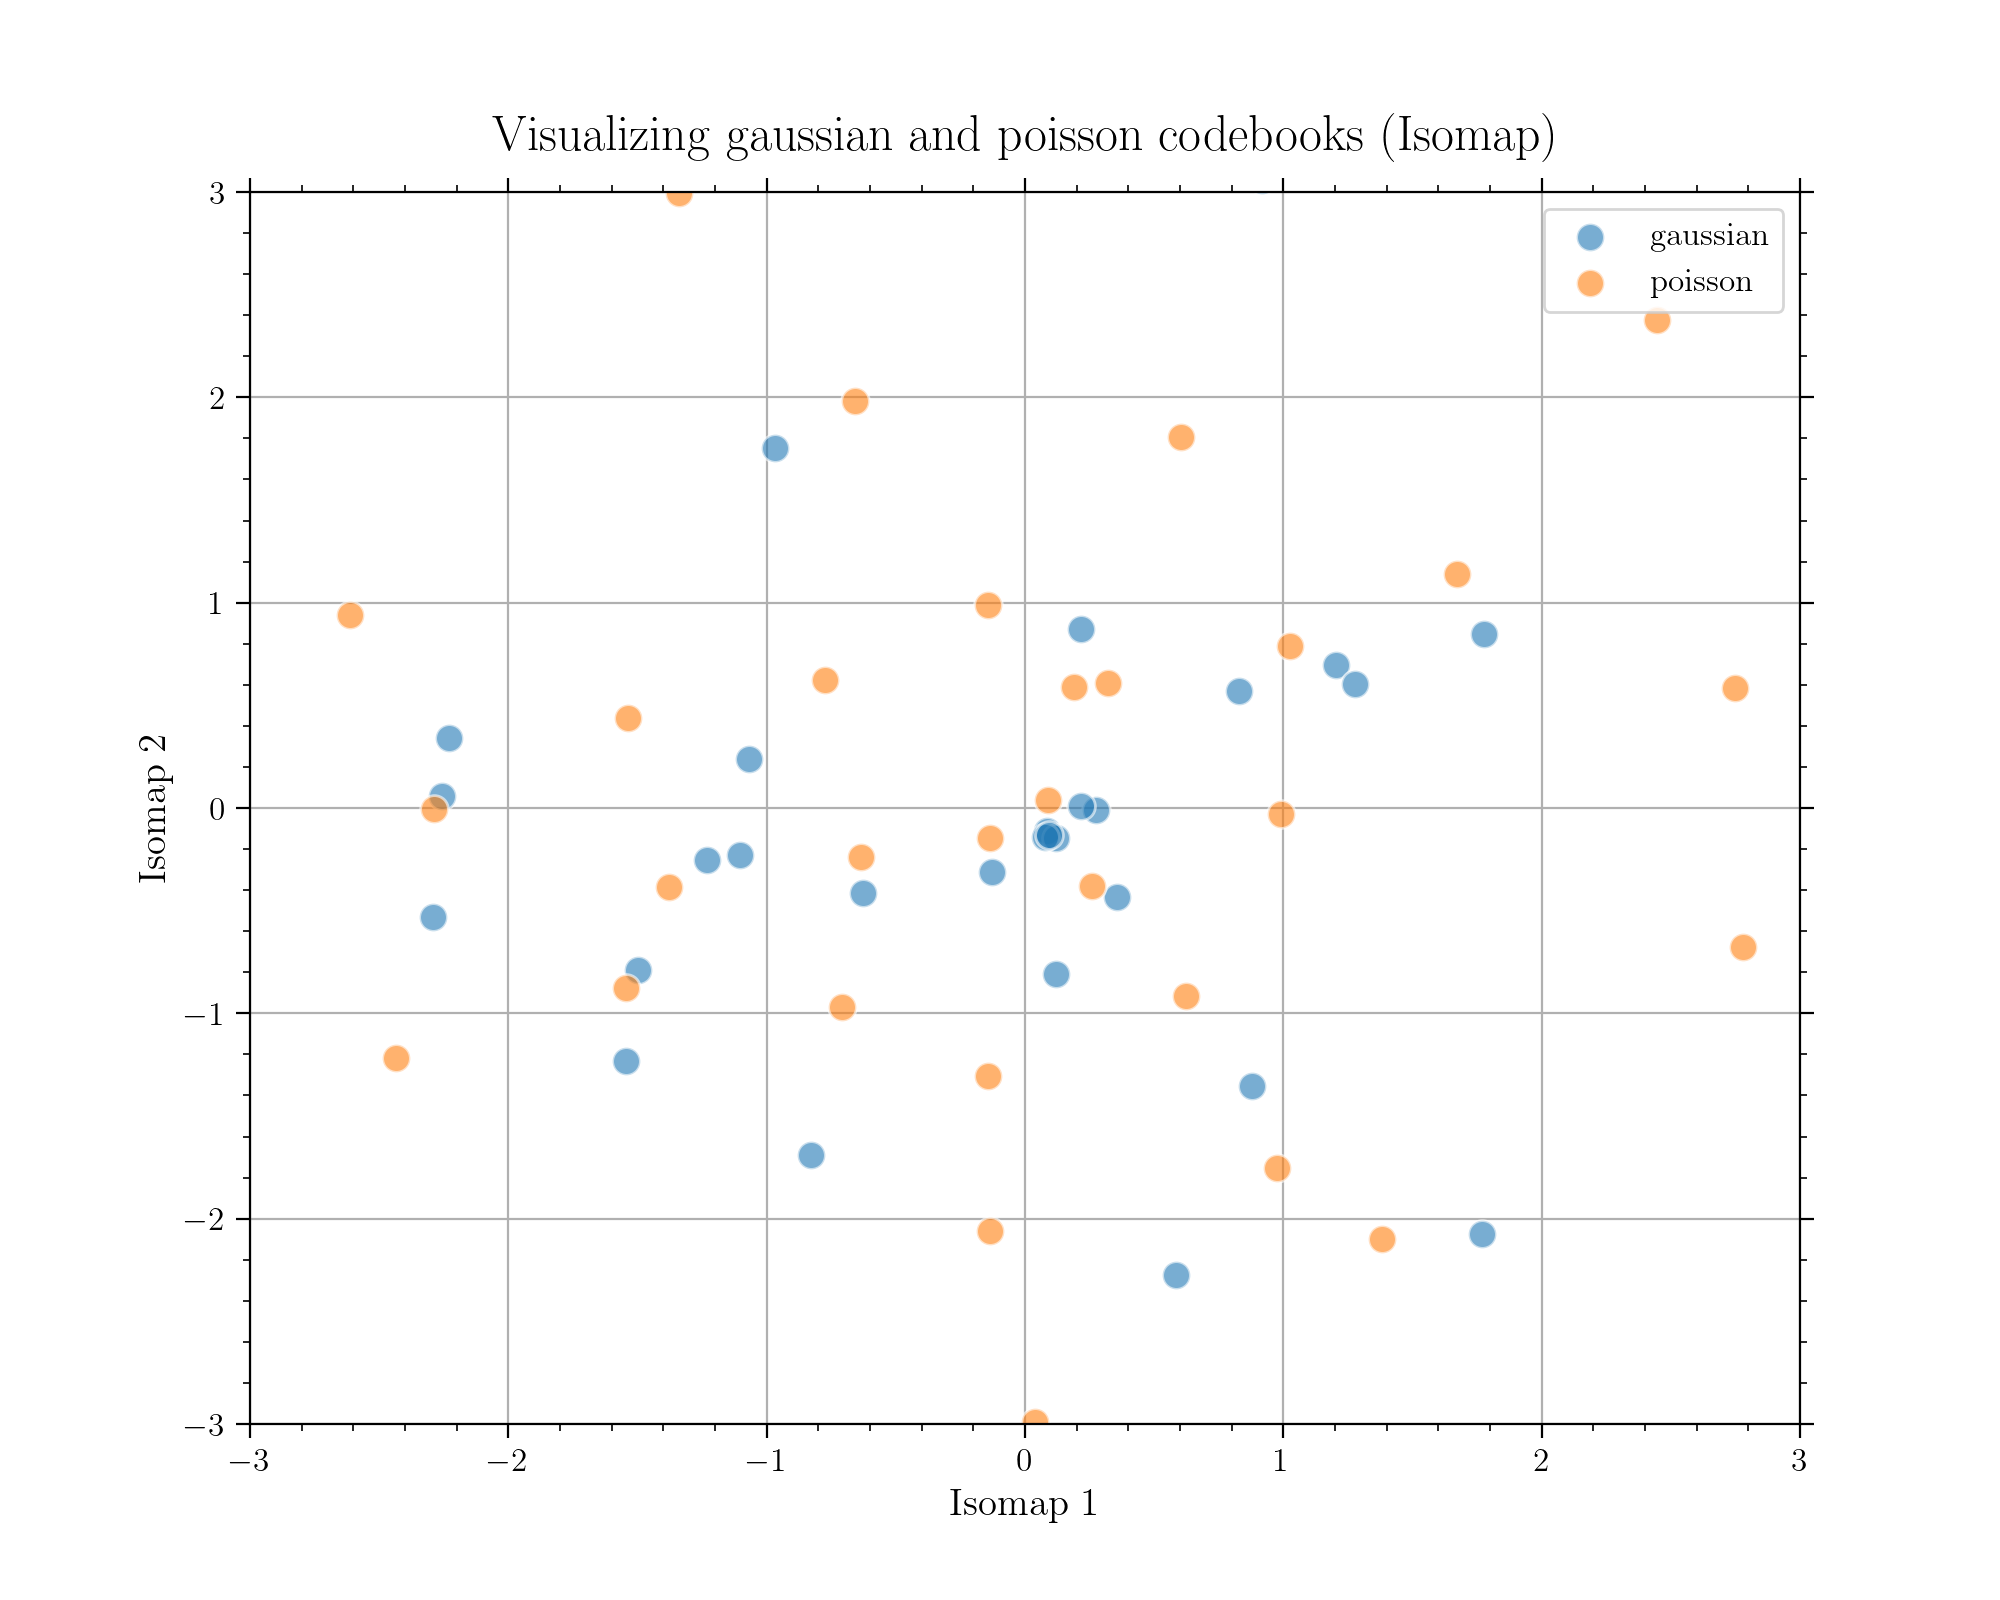 Visualizing gaussian and poisson codebooks (Isomap)
gaussian
poisson
3
2
1
0
−1
−2
−3
Isomap 2
−3
−2
−1
0
1
2
3
Isomap 1